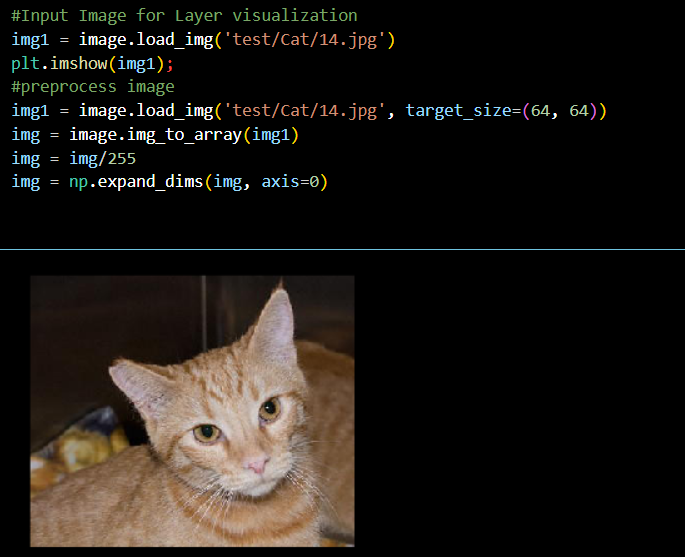 #Input Image for Layer visualization
img1 = image.load_img('test/Cat/14.jpg')
plt.imshow(img1);
#preprocess image
img1 = image.load_img('test/Cat/14.jpg', target_size=(64, 64))
img = image.img_to_array(img1)
img = img/255
img = np.expand_dims(img, axis=0)